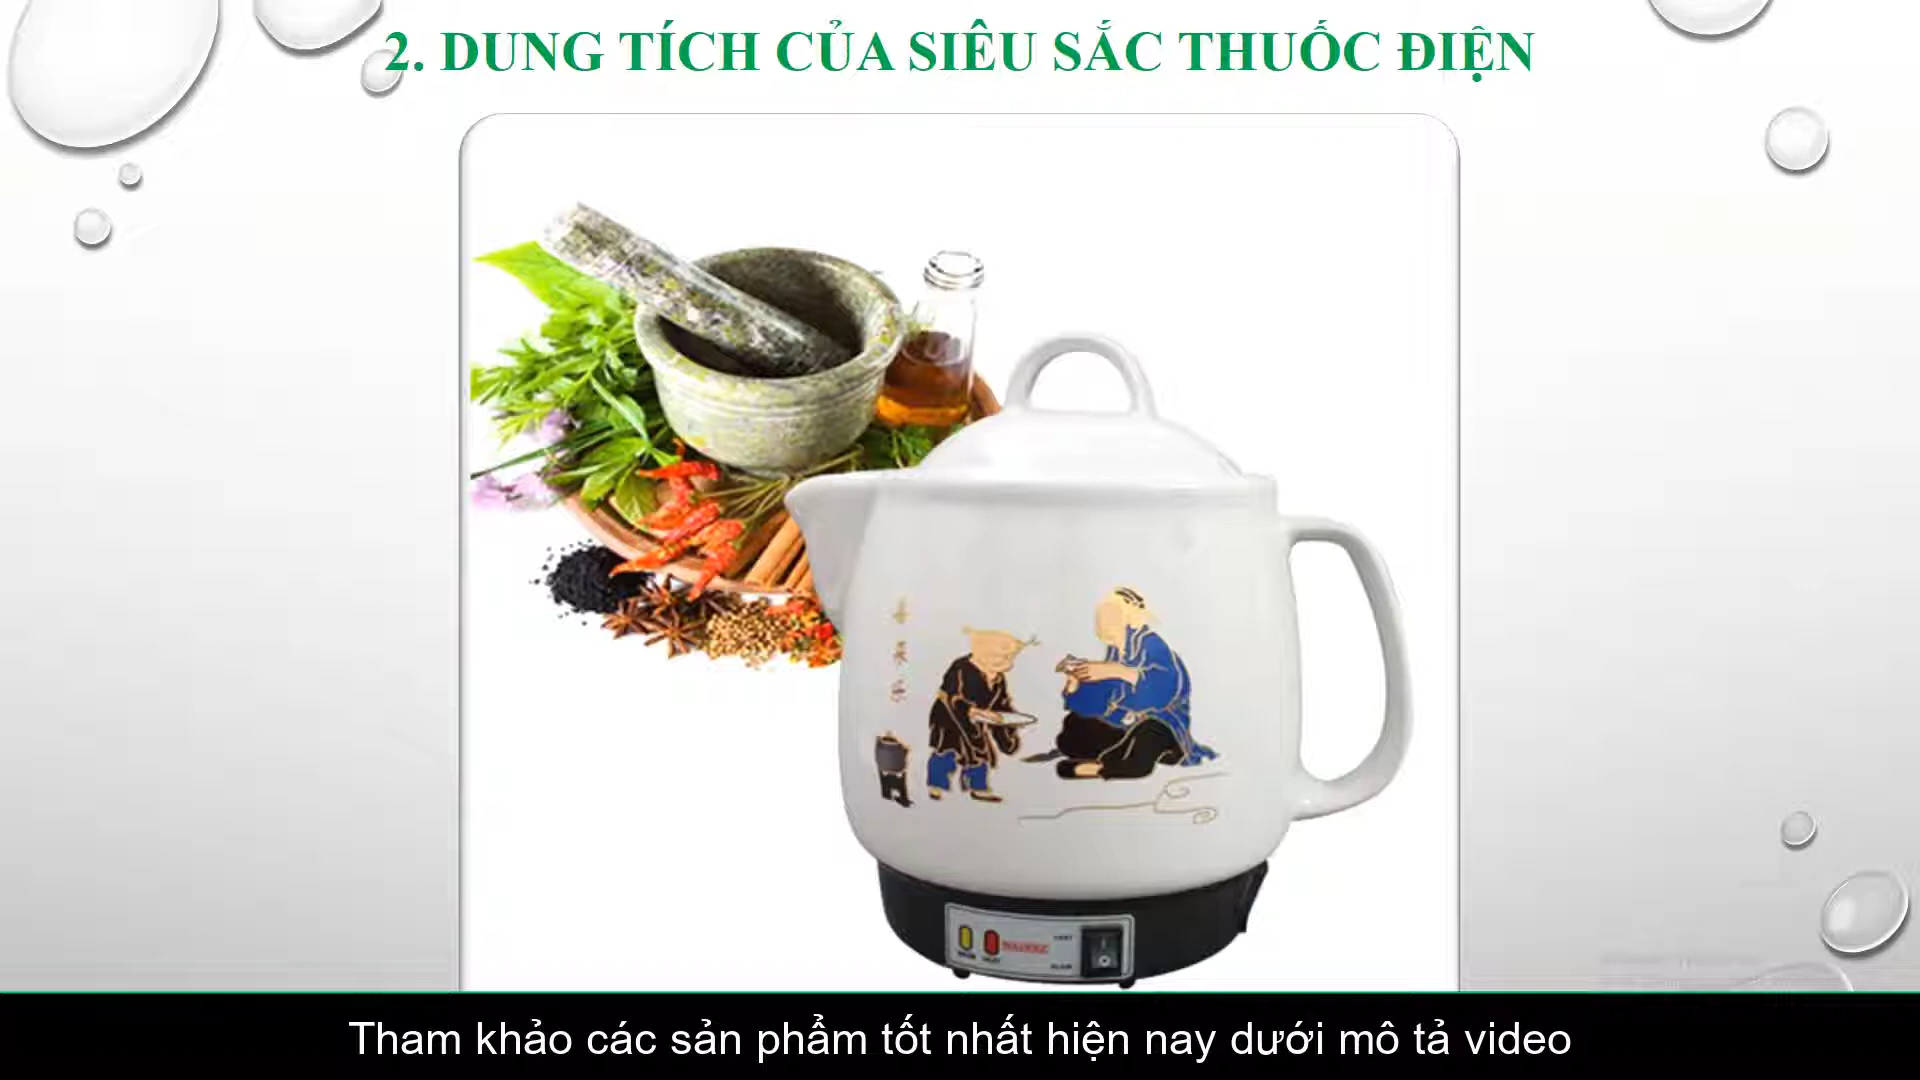 2. DUNG TÍCH CỦA SIÊU SẮC THUỐC ĐIỆN
Tham khảo các sản phẩm tốt nhất hiện nay dưới mô tả video